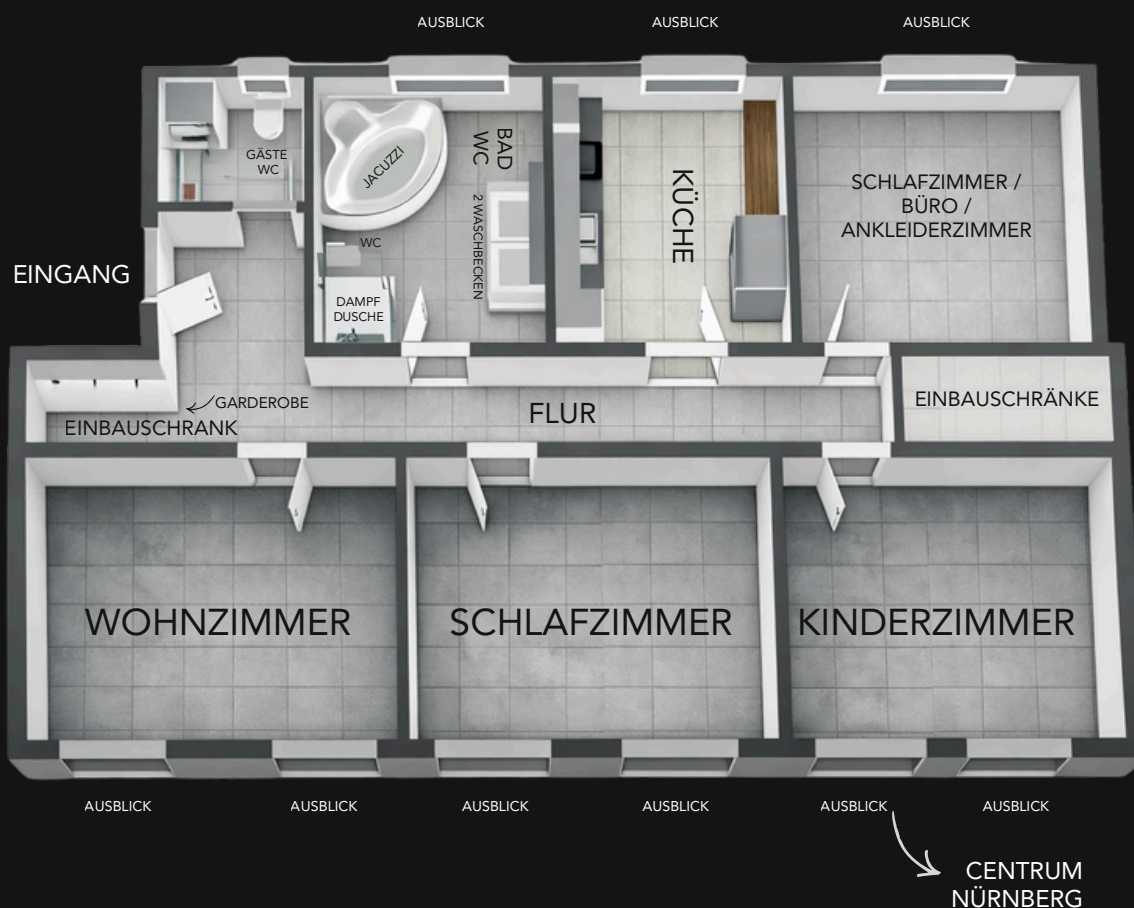 AUSBLICK
AUSBLICK
AUSBLICK
GÄSTE
WC
JACUZZI
BAD
WC
2 WASCHBECKEN
WC
DAMPF
DUSCHE
KÜCHE
SCHLAFZIMMER /
BÜRO /
ANKLEIDERZIMMER
EINGANG
GARDEROBE
EINBAUSCHRANK
FLUR
EINBAUSCHRÄNKE
WOHNZIMMER
SCHLAFZIMMER
KINDERZIMMER
AUSBLICK
AUSBLICK
AUSBLICK
AUSBLICK
AUSBLICK
AUSBLICK
CENTRUM
NÜRNBERG